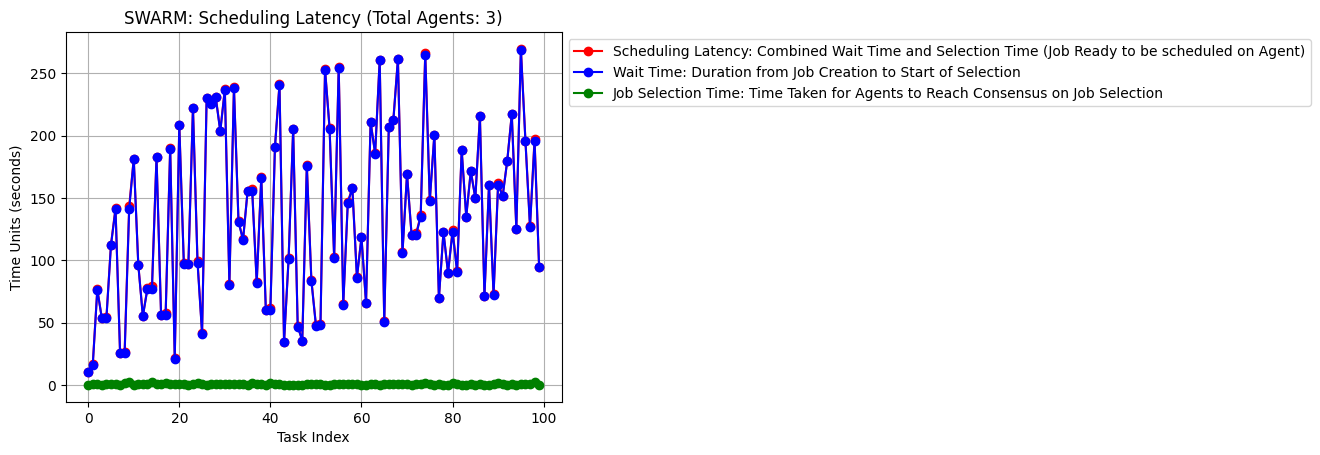 SWARM: Scheduling Latency (Total Agents: 3)
Scheduling Latency: Combined Wait Time and Selection Time (Job Ready to be scheduled on Agent)
Wait Time: Duration from Job Creation to Start of Selection
Job Selection Time: Time Taken for Agents to Reach Consensus on Job Selection
Time Units (seconds)
250
200
150
100
50
0
0 20 40 60 80 100
Task Index